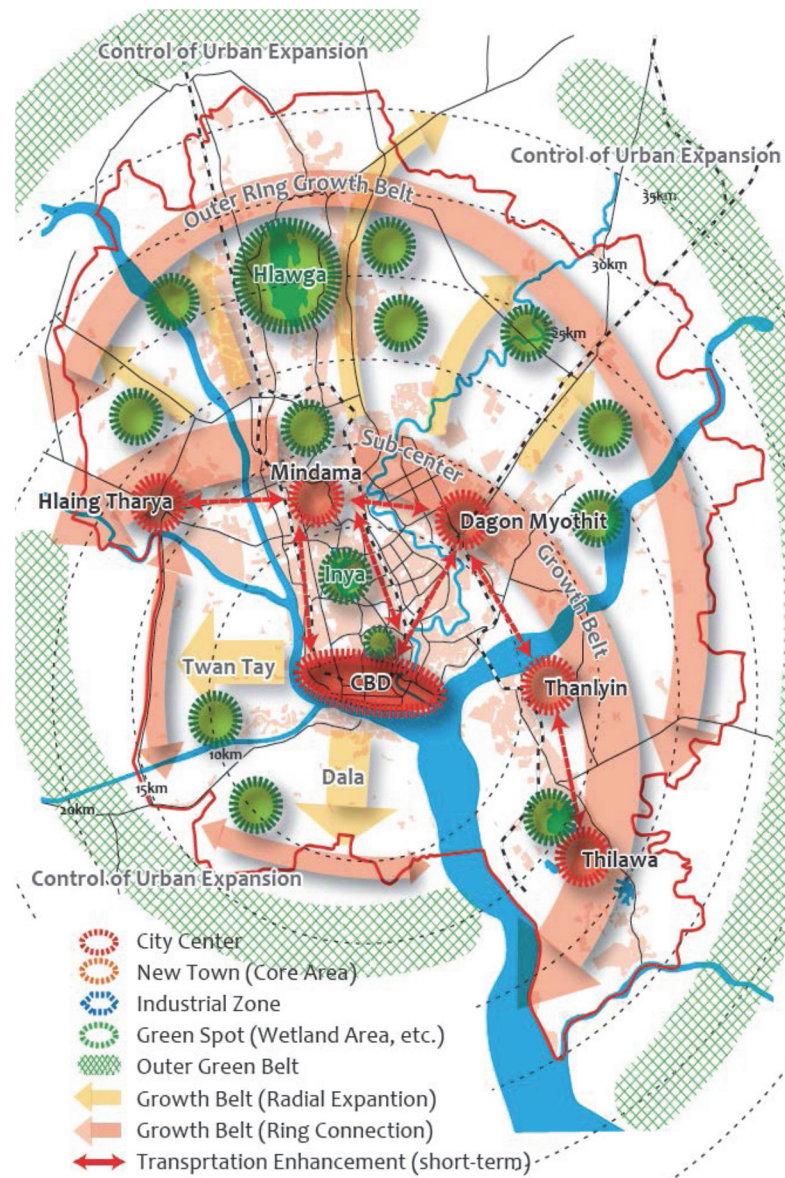 Control of Urban Expansion
Control of Urban Expansion
35km
Outer RIng Growth Belt
30km
Hlawga
25km
Sub-center
Mindama
Hlaing Tharya
Dagon Myothit
Growth Belt
Inya
Twan Tay
CBD
Thanlyin
10km
Dala
15km
20km
Thilawa
Control of Urban Expansion
City Center
New Town (Core Area)
Industrial Zone
Green Spot (Wetland Area, etc.)
Outer Green Belt
Growth Belt (Radial Expantion)
Growth Belt (Ring Connection)
Transprtation Enhancement (short-term)